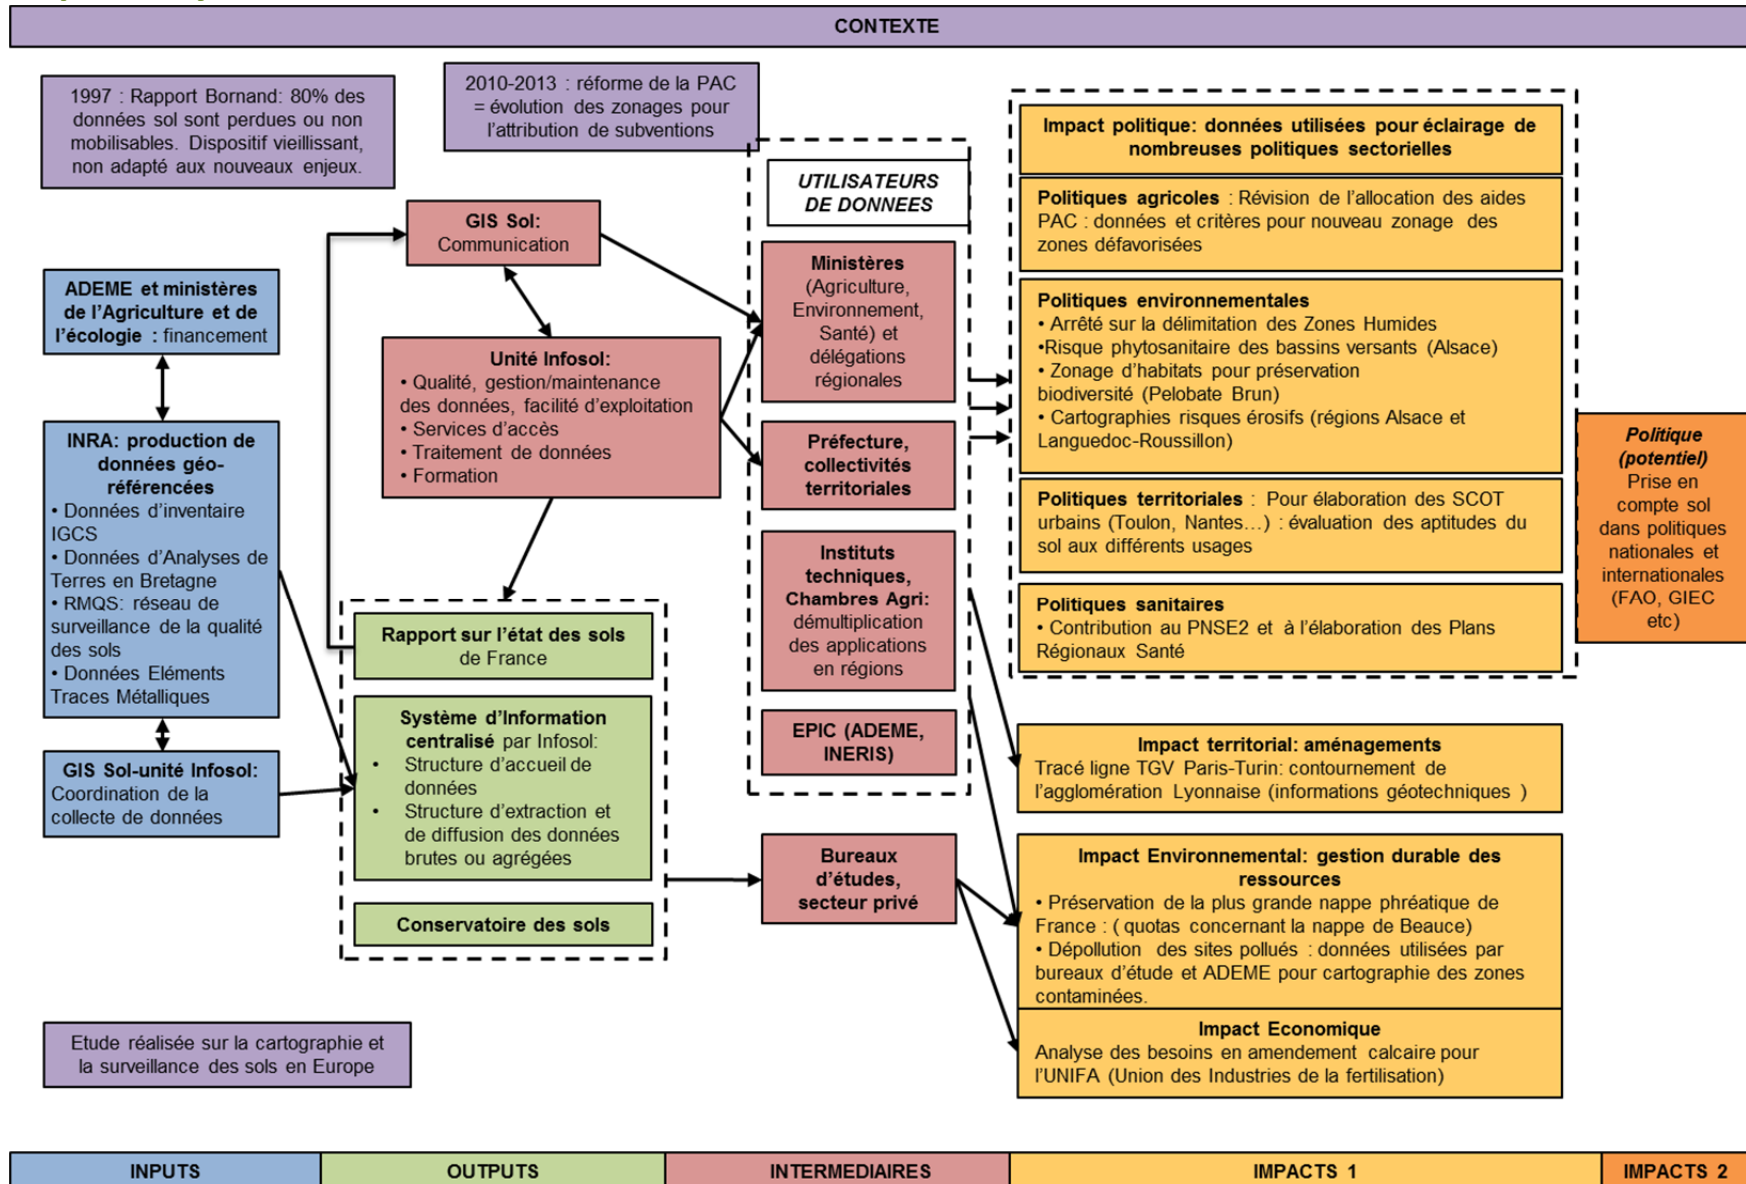 CONTEXTE
1997 : Rapport Bornand: 80% des
données sol sont perdues ou non
mobilisables. Dispositif vieillissant,
non adapté aux nouveaux enjeux.
2010-2013 : réforme de la PAC
= évolution des zonages pour
l'attribution de subventions
ADEME et ministères
de l'Agriculture et de
l'écologie : financement
INRA: production de
données géo-
référencées
• Données d'inventaire
IGCS
• Données d'Analyses de
Terres en Bretagne
• RMQS: réseau de
surveillance de la qualité
des sols
• Données Eléments
Traces Métalliques
GIS Sol-unité Infosol:
Coordination de la
collecte de données
Etude réalisée sur la cartographie et
la surveillance des sols en Europe
GIS Sol:
Communication
Unité Infosol:
• Qualité, gestion/maintenance
des données, facilité d'exploitation
• Services d'accès
• Traitement de données
• Formation
Rapport sur l'état des sols
de France
Système d'Information
centralisé par Infosol:
• Structure d'accueil de
données
• Structure d'extraction et
de diffusion des données
brutes ou agrégées
Conservatoire des sols
UTILISATEURS
DE DONNEES
Ministères
(Agriculture,
Environnement,
Santé) et
délégations
régionales
Préfecture,
collectivités
territoriales
Instituts
techniques,
Chambres Agri:
démultiplication
des applications
en régions
EPIC (ADEME,
INERIS)
Bureaux
d'études,
secteur privé
Impact politique: données utilisées pour éclairage de
nombreuses politiques sectorielles
Politiques agricoles : Révision de l'allocation des aides
PAC : données et critères pour nouveau zonage des
zones défavorisées
Politiques environnementales
• Arrêté sur la délimitation des Zones Humides
•Risque phytosanitaire des bassins versants (Alsace)
• Zonage d'habitats pour préservation
biodiversité (Pelobate Brun)
• Cartographies risques érosifs (régions Alsace et
Languedoc-Roussillon)
Politiques territoriales : Pour élaboration des SCOT
urbains (Toulon, Nantes…) : évaluation des aptitudes du
sol aux différents usages
Politiques sanitaires
• Contribution au PNSE2 et à l'élaboration des Plans
Régionaux Santé
Impact territorial: aménagements
Tracé ligne TGV Paris-Turin: contournement de
l'agglomération Lyonnaise (informations géotechniques )
Impact Environnemental: gestion durable des
ressources
• Préservation de la plus grande nappe phréatique de
France : ( quotas concernant la nappe de Beauce)
• Dépollution des sites pollués : données utilisées par
bureaux d'étude et ADEME pour cartographie des zones
contaminées.
Impact Economique
Analyse des besoins en amendement calcaire pour
l'UNIFA (Union des Industries de la fertilisation)
Politique
(potentiel)
Prise en
compte sol
dans politiques
nationales et
internationales
(FAO, GIEC
etc)
INPUTS
OUTPUTS
INTERMEDIAIRES
IMPACTS 1
IMPACTS 2